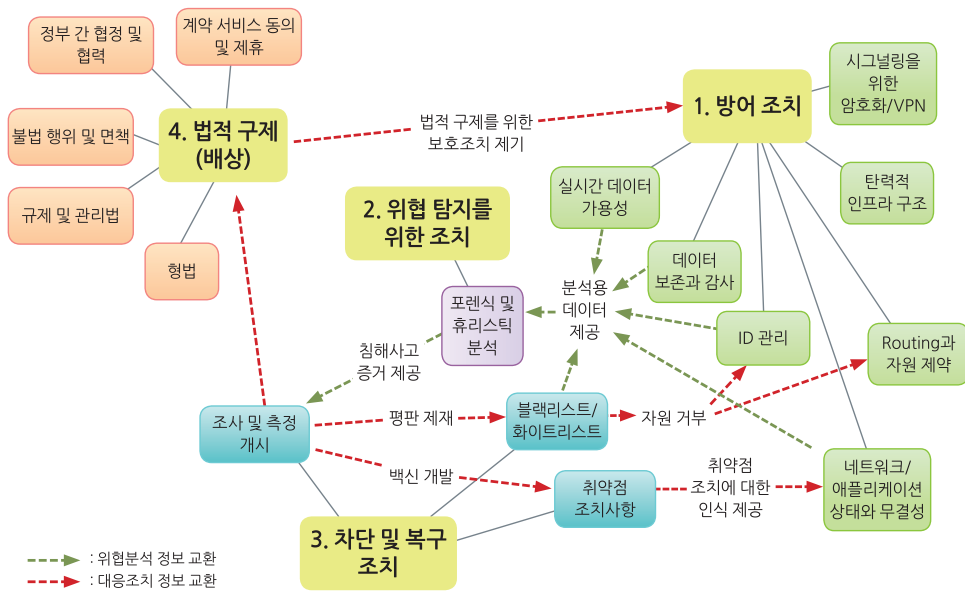 정부 간 협정 및
협력
계약 서비스 동의
및 제휴
불법 행위 및 면책
규제 및 관리법
형법
4. 법적 구제
(배상)
법적 구제를 위한
보호조치 제기
1. 방어 조치
시그널링을
위한
암호화/VPN
탄력적
인프라 구조
실시간 데이터
가용성
데이터
보존과 감사
ID 관리
Routing과
자원 제약
2. 위협 탐지를
위한 조치
포렌식 및
휴리스틱
분석
분석용
데이터
제공
침해사고
증거 제공
조사 및 측정
개시
평판 제재
블랙리스트/
화이트리스트
자원 거부
백신 개발
취약점
조치사항
취약점
조치에 대한
인식 제공
네트워크/
애플리케이션
상태와 무결성
3. 차단 및 복구
조치
: 위협분석 정보 교환
: 대응조치 정보 교환